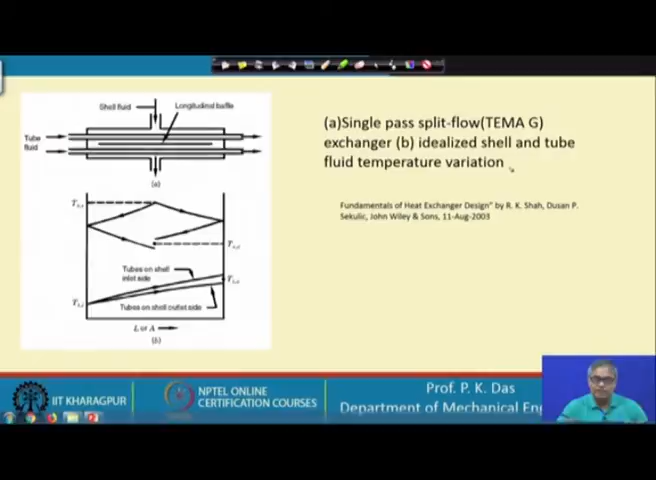 Shell fluid
Longitudinal baffle
Tube
fluid
(a)
Tubes on shell
inlet side
Tubes on shell outlet side
L or A
(b)
(a)Single pass split-flow(TEMA G)
exchanger (b) idealized shell and tube
fluid temperature variation
Fundamentals of Heat Exchanger Design" by R. K. Shah, Dusan P.
Sekulic, John Wiley & Sons, 11-Aug-2003
IIT KHARAGPUR
NPTEL ONLINE
CERTIFICATION COURSES
Prof. P. K. Das
Department of Mechanical